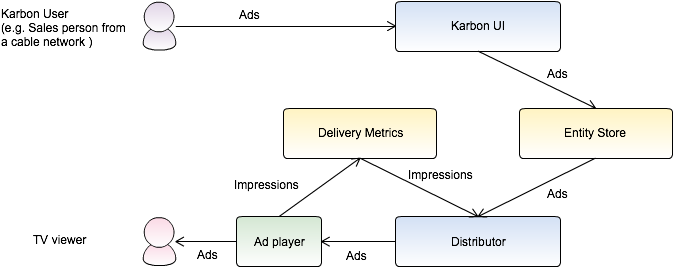 Karbon User
(e.g. Sales person from
a cable network )
Ads
Karbon UI
Ads
Delivery Metrics
Entity Store
Impressions
Impressions
Ads
TV viewer
Ad player
Distributor
Ads
Ads